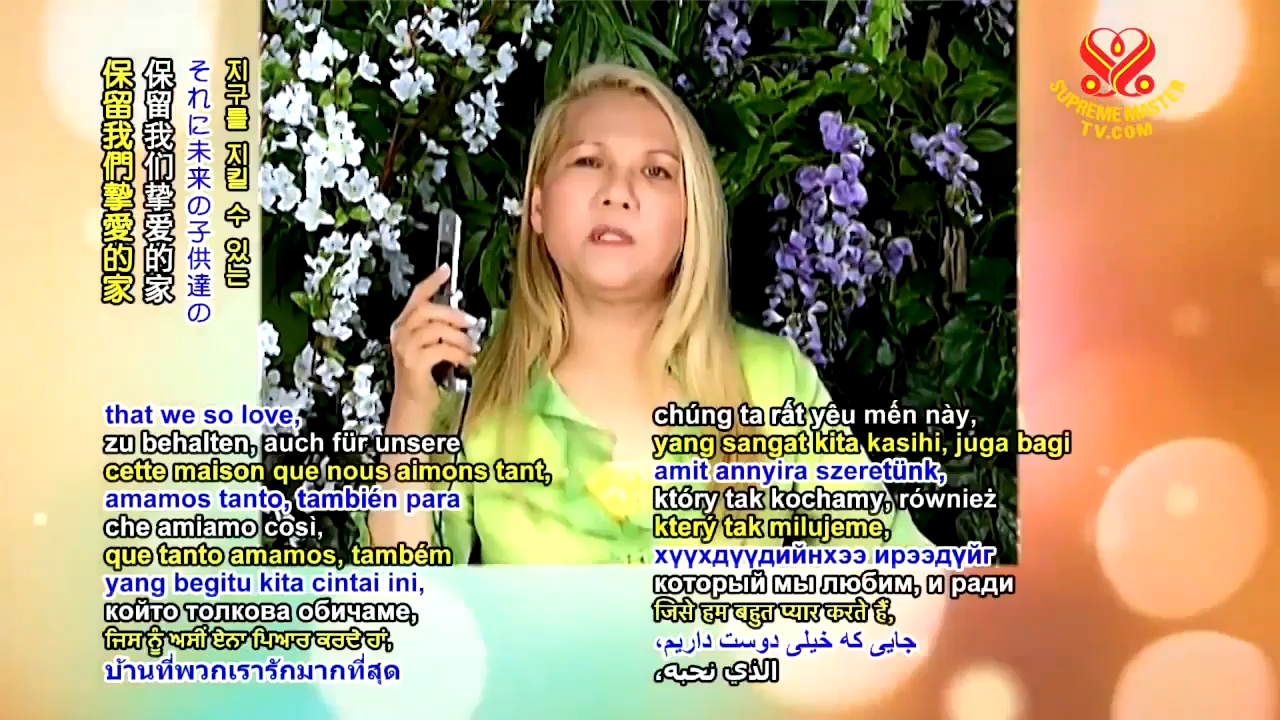 지구를 지킬 수 있는
それに未来の子供達の
保留我们挚爱的家
保留我們摯愛的家
SUPREME MASTER
TV.COM
that we so love,
zu behalten, auch für unsere
cette maison que nous aimons tant,
amamos tanto, también para
che amiamo così,
que tanto amamos, também
yang begitu kita cintai ini,
който толкова обичаме,
ਜਿਸ ਨੂੰ ਅਸੀਂ ਏਨਾ ਪਿਆਰ ਕਰਦੇ ਹਾਂ,
บ้านที่พวกเรารักมากที่สุด
chúng ta rất yêu mến này,
yang sangat kita kasihi, juga bagi
amit annyira szeretünk,
który tak kochamy, również
který tak milujeme,
хүүхдүүдийнхээ ирээдүйг
который мы любим, и ради
जिसे हम बहुत प्यार करते हैं,
جایی که خیلی دوست داریم،
الذي نحبه،